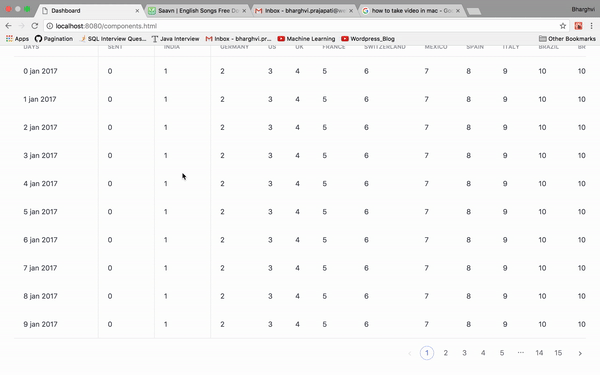 Dashboard Saavn | English Songs Free Do Inbox - bharghvi.prajapati@we how to take video in mac - Goo Bharghvi
localhost:8080/components.html
Apps Pagination SQL Interview Ques... Java Interview Inbox - bharghvi.pr... Machine Learning Wordpress_Blog Other Bookmarks
DAYS SENT INDIA GERMANY US UK FRANCE SWITZERLAND MEXICO SPAIN ITALY BRAZIL BR
0 jan 2017 0 1 2 3 4 5 6 7 8 9 10 10
1 jan 2017 0 1 2 3 4 5 6 7 8 9 10 10
2 jan 2017 0 1 2 3 4 5 6 7 8 9 10 10
3 jan 2017 0 1 2 3 4 5 6 7 8 9 10 10
4 jan 2017 0 1 2 3 4 5 6 7 8 9 10 10
5 jan 2017 0 1 2 3 4 5 6 7 8 9 10 10
6 jan 2017 0 1 2 3 4 5 6 7 8 9 10 10
7 jan 2017 0 1 2 3 4 5 6 7 8 9 10 10
8 jan 2017 0 1 2 3 4 5 6 7 8 9 10 10
9 jan 2017 0 1 2 3 4 5 6 7 8 9 10 10
‹ 1 2 3 4 5 ••• 14 15 ›